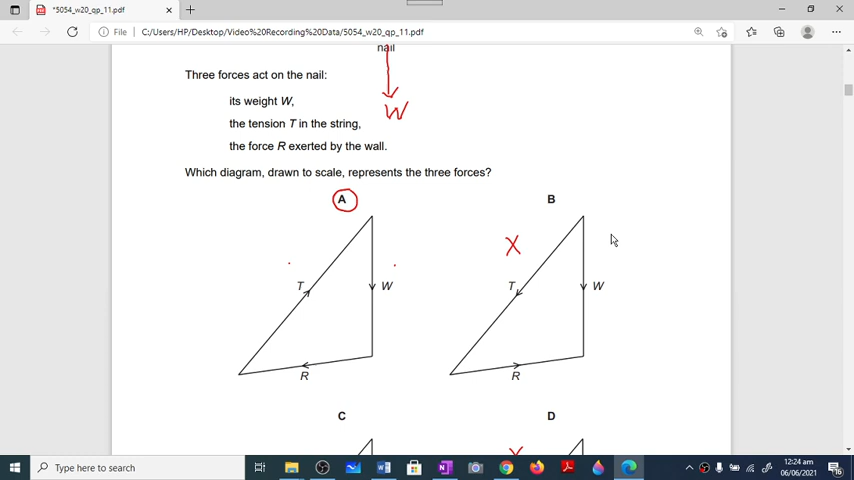 *5054_w20_qp_11.pdf
File C:/Users/HP/Desktop/Video%20Recording%20Data/5054_w20_qp_11.pdf
nail
Three forces act on the nail:
its weight W,
W
the tension T in the string,
the force R exerted by the wall.
Which diagram, drawn to scale, represents the three forces?
A B
X
T W T W
R R
C D
X
Type here to search
12:24 am
06/06/2021
16